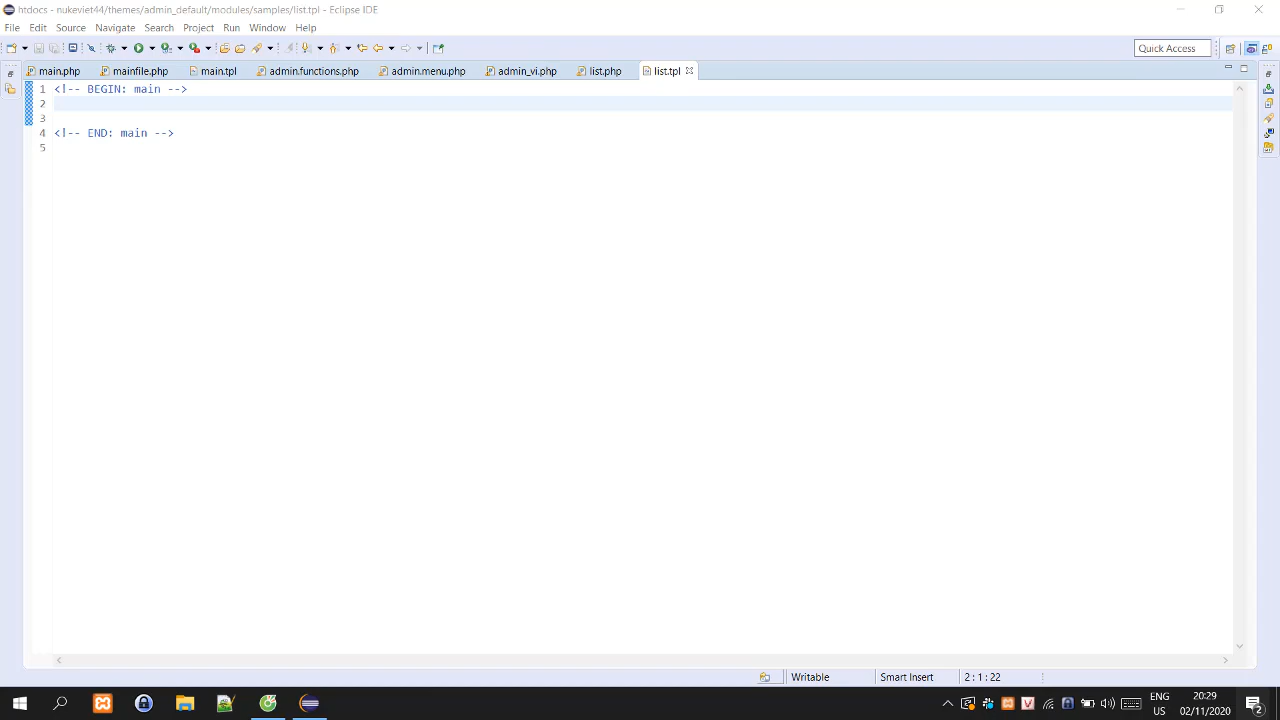 htdocs - nukeviet44/themes/admin_default/modules/samples/list.tpl - Eclipse IDE
File Edit Source Navigate Search Project Run Window Help
Quick Access
main.php mainfile.php main.tpl admin.functions.php admin.menu.php admin_vi.php list.php list.tpl
1 <!-- BEGIN: main -->
2
3
4 <!-- END: main -->
5
Writable Smart Insert 2 : 1 : 22
ENG 20:29
US 02/11/2020 2